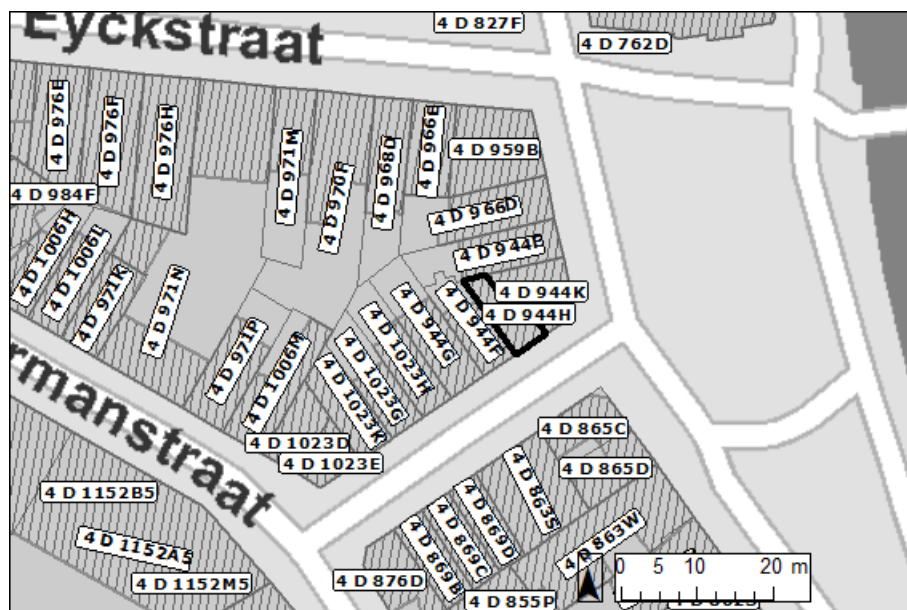 Eyckstraat
4 D 827F
4 D 762D
4 D 976E
4 D 976F
4 D 976H
4 D 971M
4 D 970F
4 D 968D
4 D 966E
4 D 959B
4 D 984F
4 D 966D
4 D 944E
4 D 1006H
4 D 1006L
4 D 971K
4 D 971N
4 D 944K
4 D 944H
4 D 944F
4 D 944G
4 D 1023H
4 D 1023G
4 D 1023K
4 D 971P
4 D 1006M
4 D 1023D
4 D 1023E
rmanstraat
4 D 865C
4 D 865D
4 D 863S
4 D 869D
4 D 869C
4 D 869B
4 D 863W
4 D 1152B5
4 D 1152A5
4 D 1152M5
4 D 876D
4 D 855P
0 5 10 20 m